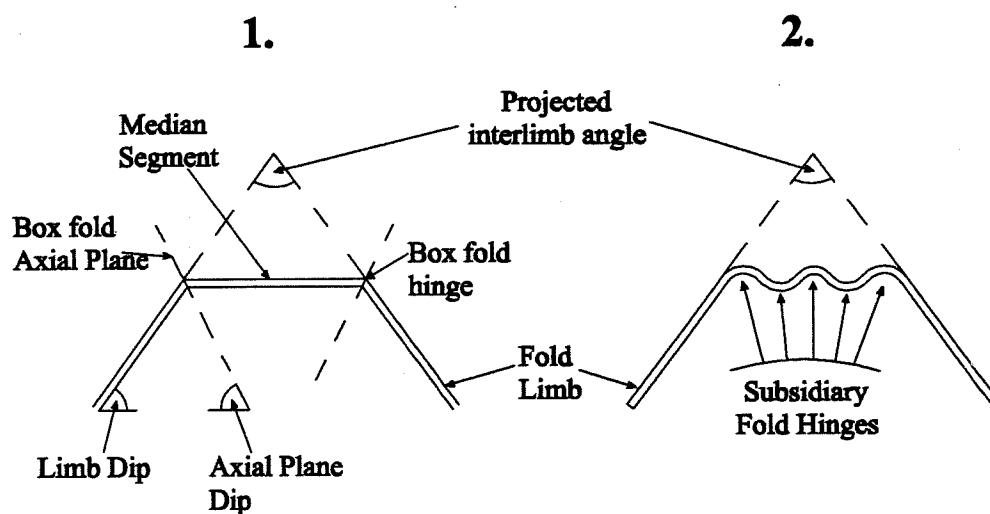 1.
2.
Projected
interlimb angle
Median
Segment
Box fold
Axial Plane
Box fold
hinge
Fold
Limb
Subsidiary
Fold Hinges
Limb Dip
Axial Plane
Dip